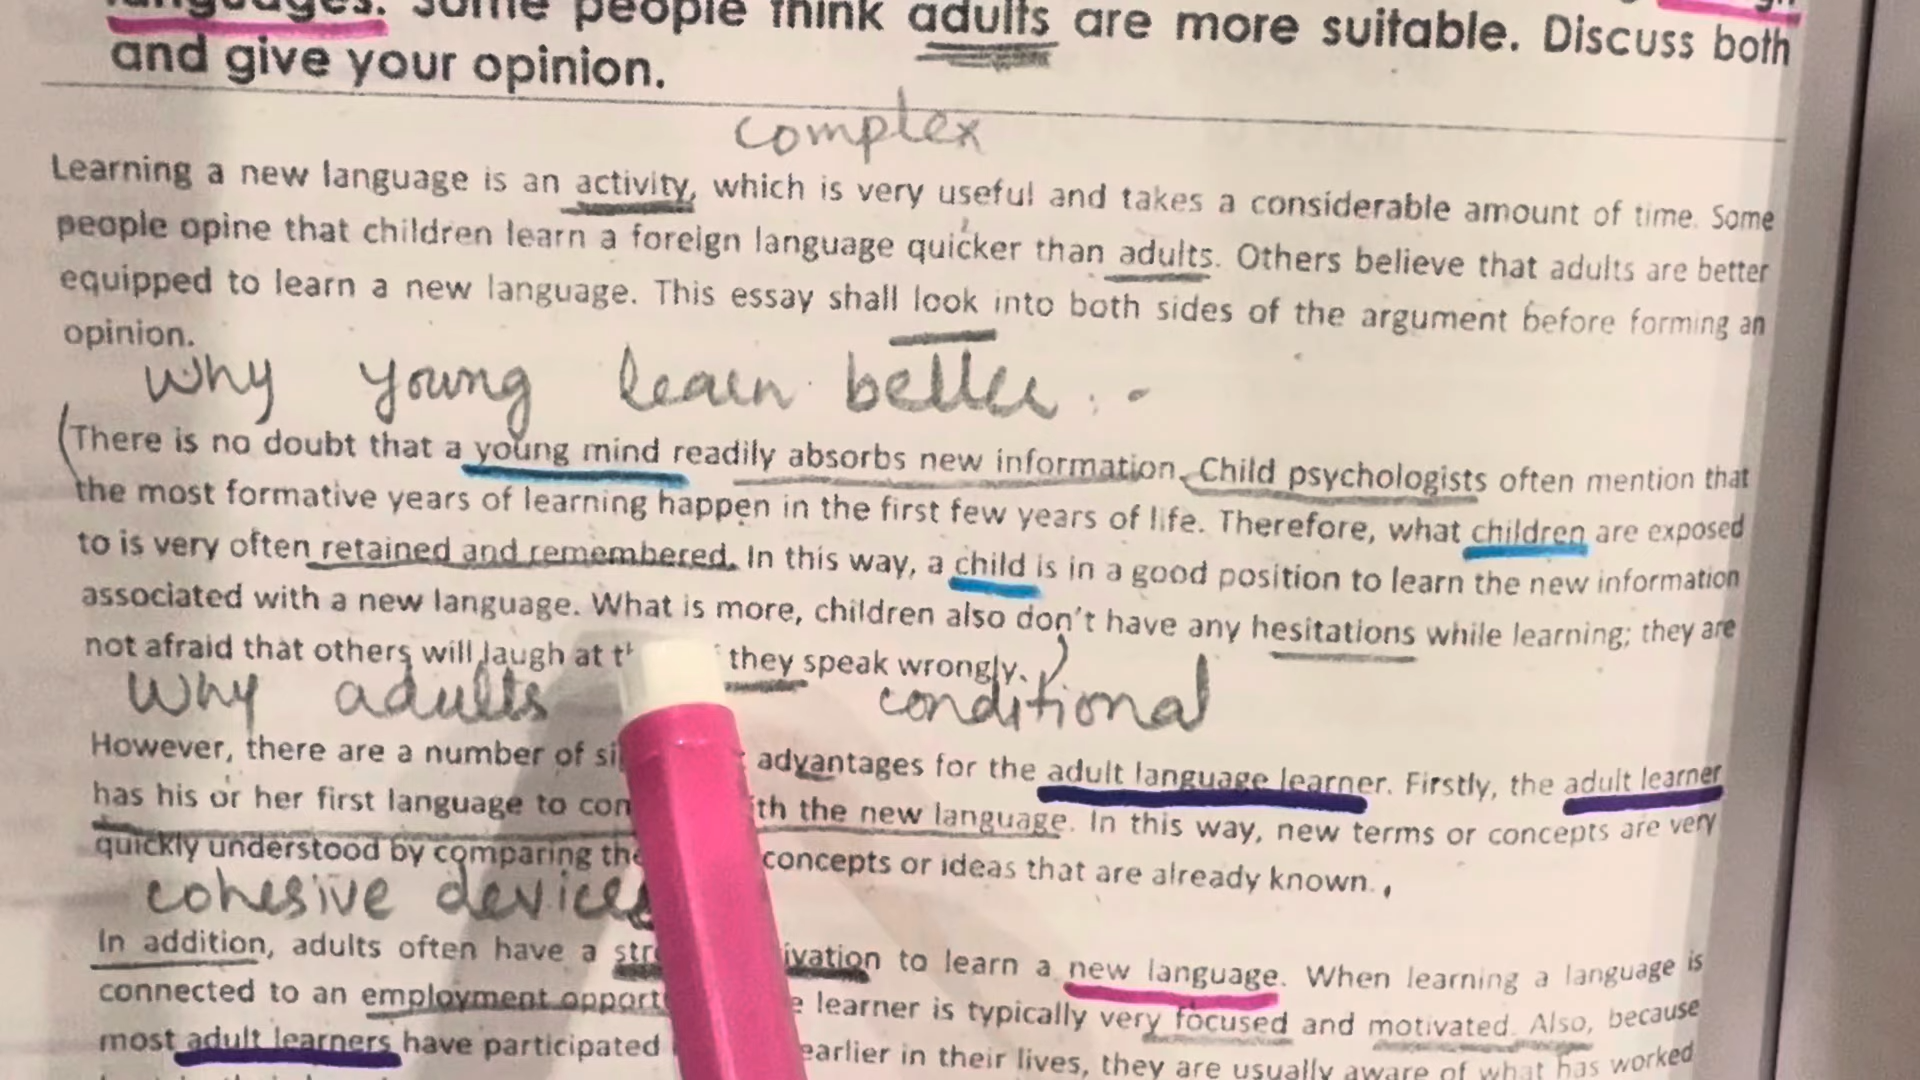 languages. Some people think adults are more suitable. Discuss both
and give your opinion.
complex
Learning a new language is an activity, which is very useful and takes a considerable amount of time. Some
people opine that children learn a foreign language quicker than adults. Others believe that adults are better
equipped to learn a new language. This essay shall look into both sides of the argument before forming an
opinion.
Why young learn better :-
There is no doubt that a young mind readily absorbs new information. Child psychologists often mention that
the most formative years of learning happen in the first few years of life. Therefore, what children are exposed
to is very often retained and remembered. In this way, a child is in a good position to learn the new information
associated with a new language. What is more, children also don't have any hesitations while learning; they are
not afraid that others will laugh at they speak wrongly.
Why adults conditional
However, there are a number of advantages for the adult language learner. Firstly, the adult learner
has his or her first language to the new language. In this way, new terms or concepts are very
quickly understood by comparing concepts or ideas that are already known.
cohesive devices
In addition, adults often have a to learn a new language. When learning a language is
connected to an employment learner is typically very focused and motivated. Also, because
most adult learners have participated earlier in their lives, they are usually aware of what has worked